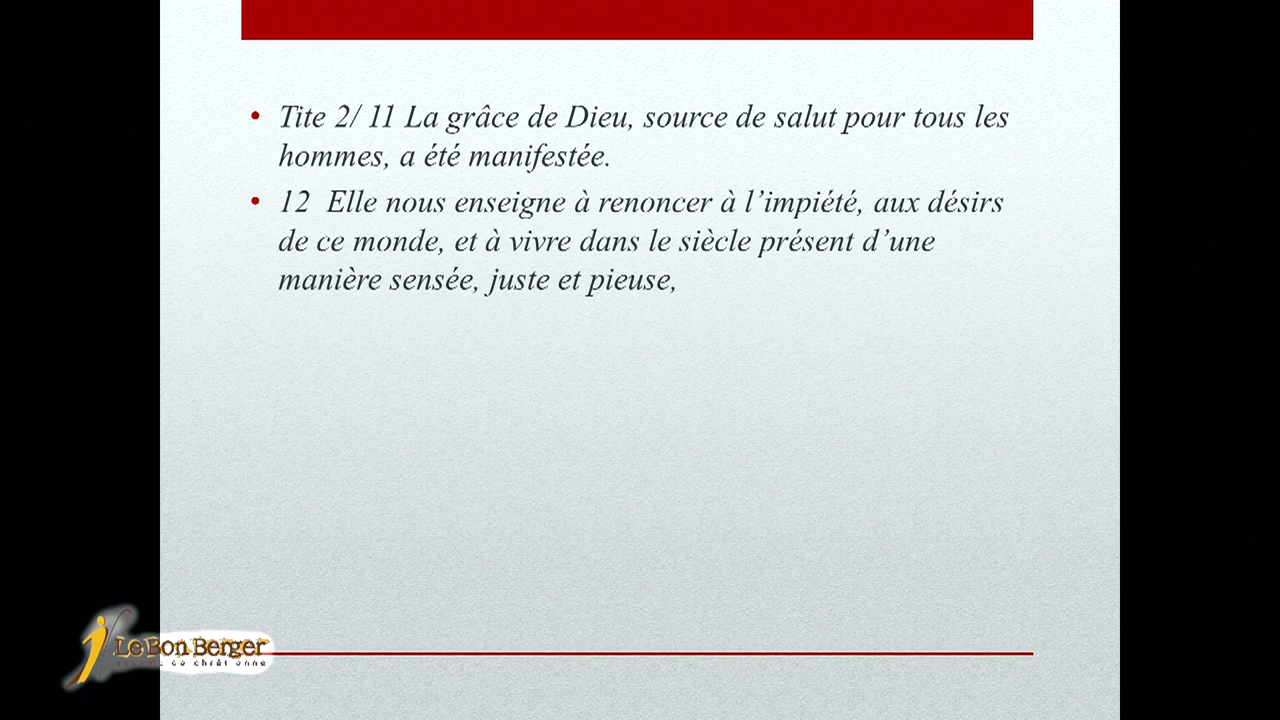 • Tite 2/ 11 La grâce de Dieu, source de salut pour tous les
hommes, a été manifestée.
• 12  Elle nous enseigne à renoncer à l’impiété, aux désirs
de ce monde, et à vivre dans le siècle présent d’une
manière sensée, juste et pieuse,
Le Bon Berger